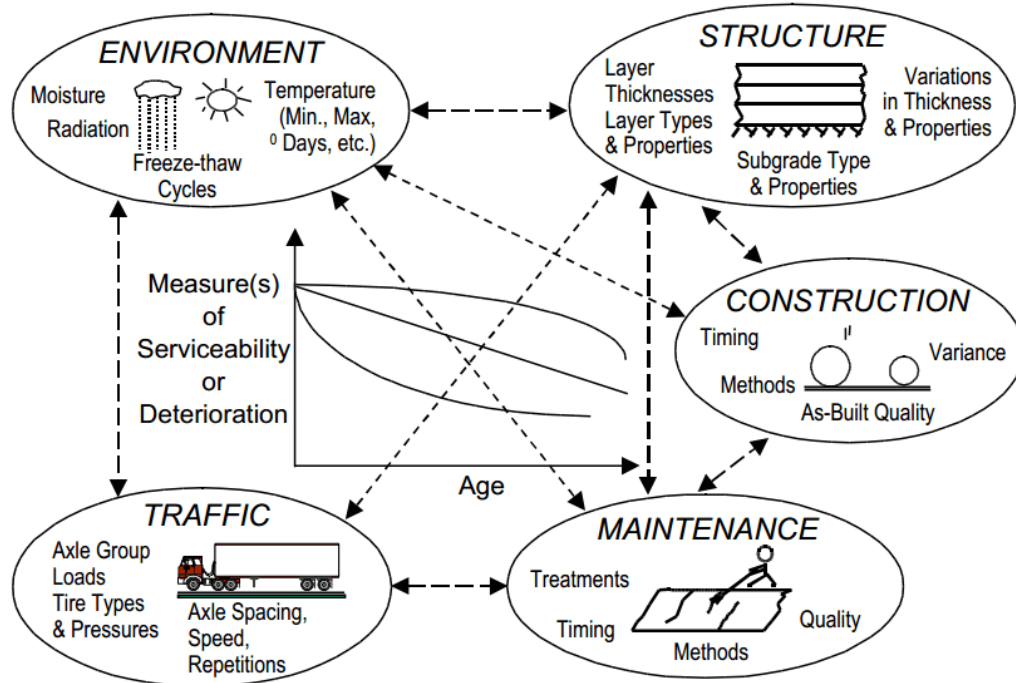 ENVIRONMENT
Moisture
Radiation
Freeze-thaw
Cycles
Temperature
(Min., Max,
⁰ Days, etc.)
STRUCTURE
Layer
Thicknesses
Layer Types
& Properties
Variations
in Thickness
& Properties
Subgrade Type
& Properties
Measure(s)
of
Serviceability
or
Deterioration
Age
CONSTRUCTION
Timing
Methods
Variance
As-Built Quality
TRAFFIC
Axle Group
Loads
Tire Types
& Pressures
Axle Spacing,
Speed,
Repetitions
MAINTENANCE
Treatments
Timing
Quality
Methods